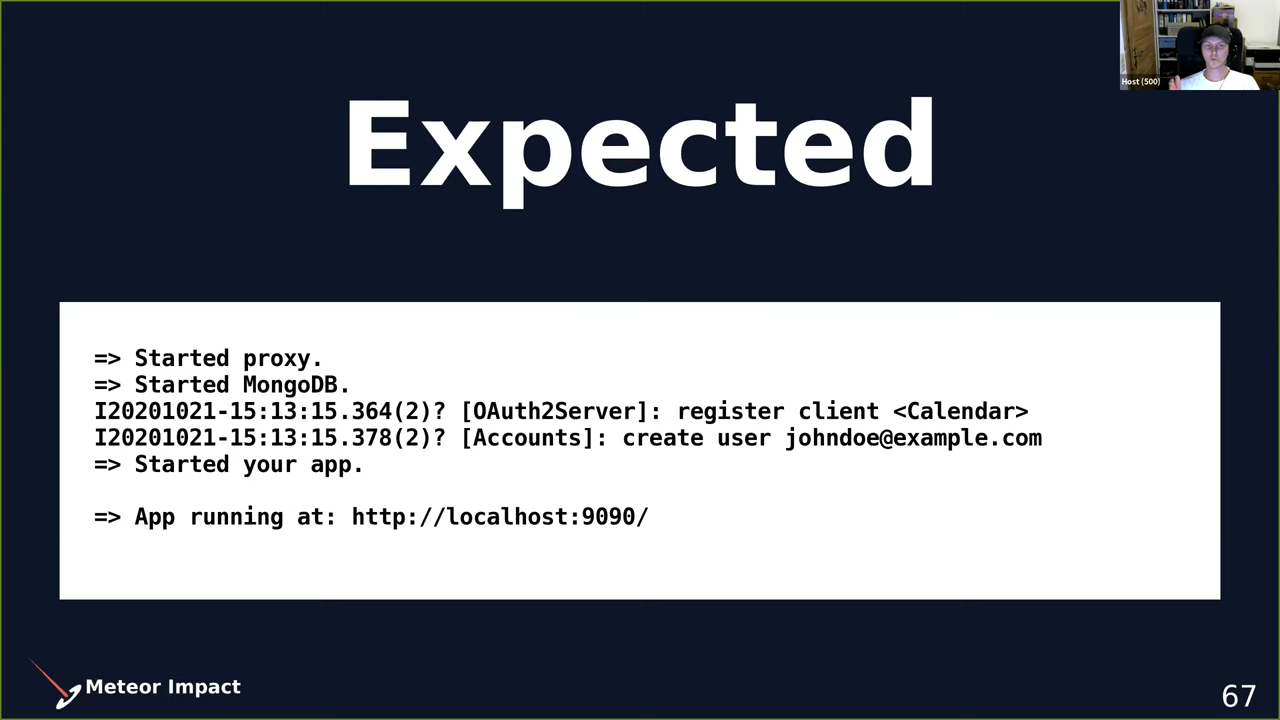 Host (500)
Expected
=> Started proxy.
=> Started MongoDB.
I20201021-15:13:15.364(2)? [OAuth2Server]: register client <Calendar>
I20201021-15:13:15.378(2)? [Accounts]: create user johndoe@example.com
=> Started your app.
=> App running at: http://localhost:9090/
Meteor Impact
67